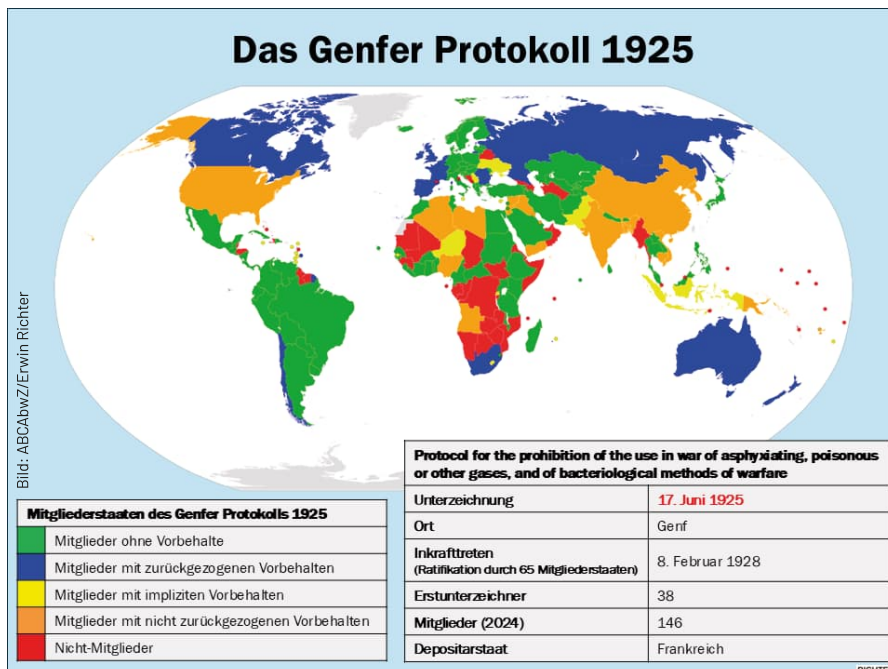 Das Genfer Protokoll 1925
Bild: ABCAbwZ/Erwin Richter
Mitgliederstaaten des Genfer Protokolls 1925
Mitglieder ohne Vorbehalte
Mitglieder mit zurückgezogenen Vorbehalten
Mitglieder mit impliziten Vorbehalten
Mitglieder mit nicht zurückgezogenen Vorbehalten
Nicht-Mitglieder
Protocol for the prohibition of the use in war of asphyxiating, poisonous
or other gases, and of bacteriological methods of warfare
Unterzeichnung 17. Juni 1925
Ort Genf
Inkrafttreten
(Ratifikation durch 65 Mitgliederstaaten) 8. Februar 1928
Erstunterzeichner 38
Mitglieder (2024) 146
Depositarstaat Frankreich